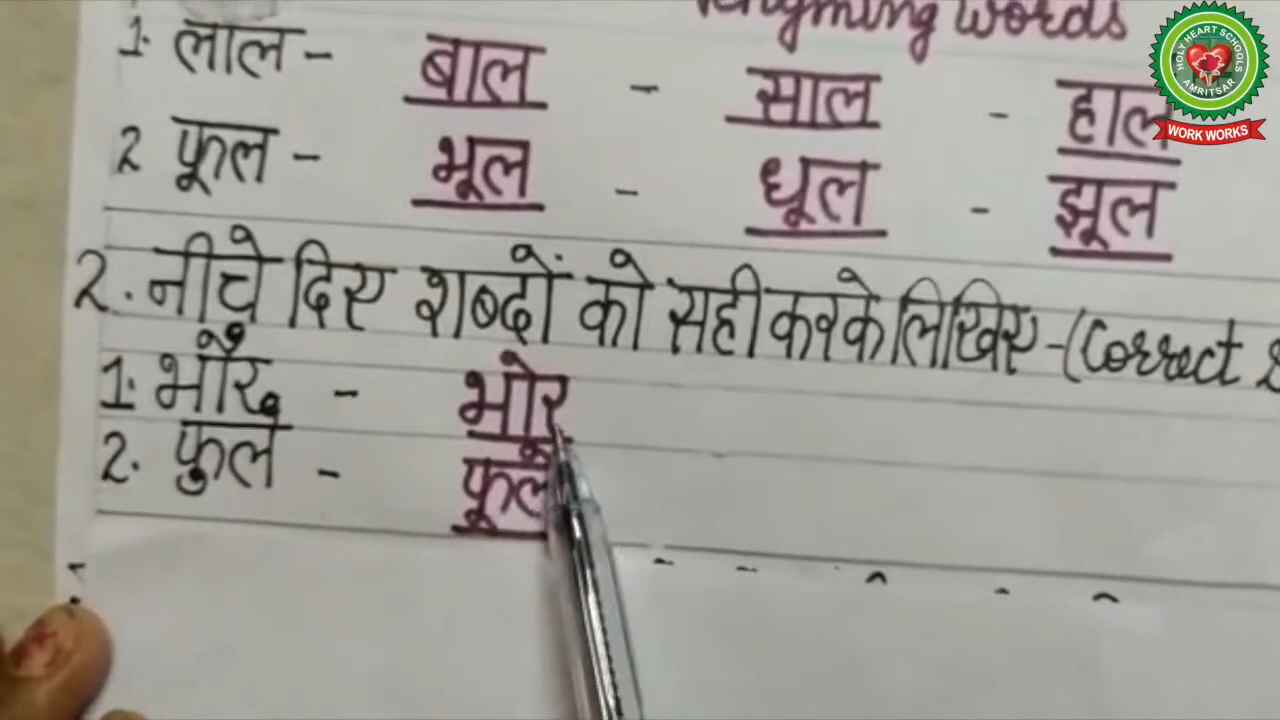 Rhyming Words
1. लाल - बाल - साल - हाल
2 फूल - भूल - धूल - झूल
2. नीचे दिए शब्दों को सही करके लिखिए - (Correct
1. भौर - भोर
2. फुल - फूल
HOLY HEART SCHOOLS
AMRITSAR
WORK WORKS